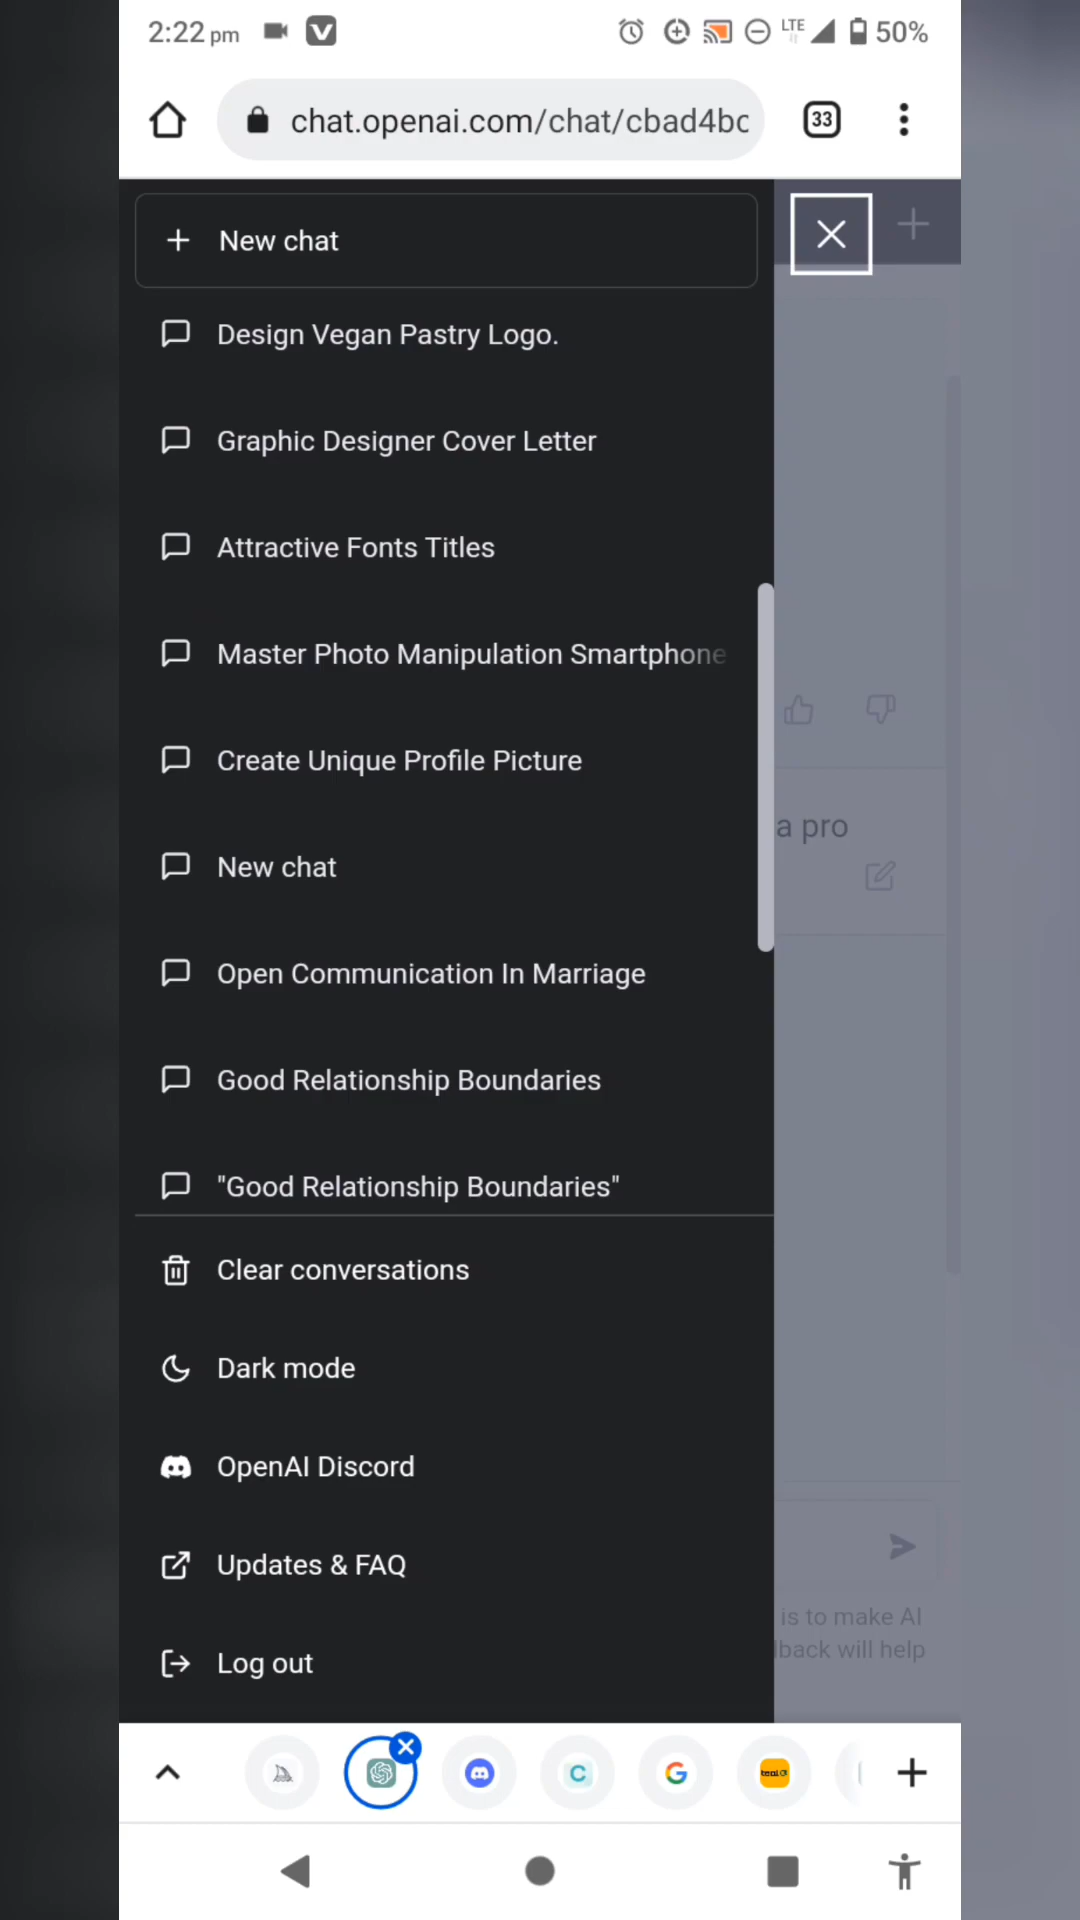 2:22 pm
LTE
50%
chat.openai.com/chat/cbad4bc
33
New chat
Design Vegan Pastry Logo.
Graphic Designer Cover Letter
Attractive Fonts Titles
Master Photo Manipulation Smartphone
Create Unique Profile Picture
a pro
New chat
Open Communication In Marriage
Good Relationship Boundaries
"Good Relationship Boundaries"
Clear conversations
Dark mode
OpenAI Discord
Updates & FAQ
is to make AI
lback will help
Log out